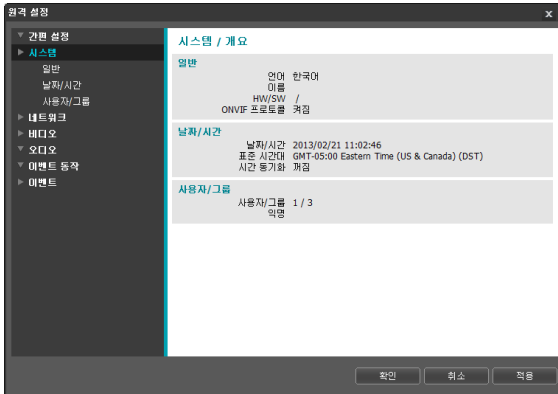 원격 설정
x
간편 설정
시스템
일반
날짜/시간
사용자/그룹
네트워크
비디오
오디오
이벤트 동작
이벤트
시스템 / 개요
일반
언어 한국어
이름
HW/SW /
ONVIF 프로토콜 켜짐
날짜/시간
날짜/시간 2013/02/21 11:02:46
표준 시간대 GMT-05:00 Eastern Time (US & Canada) (DST)
시간 동기화 꺼짐
사용자/그룹
사용자/그룹 1 / 3
익명
확인 취소 적용